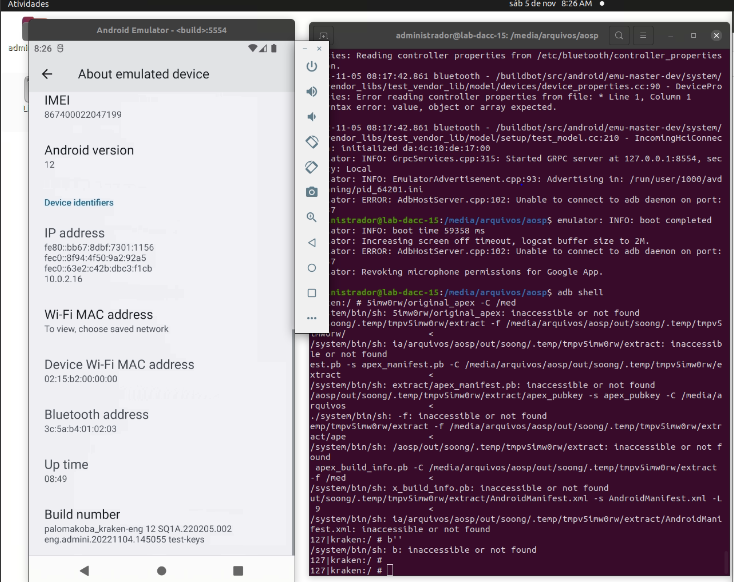 Atividades
sáb 5 de nov 8:26 AM
Android Emulator - <build>:5554
8:26
About emulated device
IMEI
867400022047199
Android version
12
Device identifiers
IP address
fe80::bb67:8dbf:7301:1156
fec0::8f94:4f50:9a2:92a5
fec0::63e2:c42b:dbc3:f1cb
10.0.2.16
Wi-Fi MAC address
To view, choose saved network
Device Wi-Fi MAC address
02:15:b2:00:00:00
Bluetooth address
3c:5a:b4:01:02:03
Up time
08:49
Build number
palomakoba_kraken-eng 12 SQ1A.220205.002
eng.admini.20221104.145055 test-keys
administrador@lab-dacc-15: /media/arquivos/aosp
ies: Reading controller properties from /etc/bluetooth/controller_properties
on.
-11-05 08:17:42.861 bluetooth - /buildbot/src/android/emu-master-dev/system/
vendor_libs/test_vendor_lib/model/devices/device_properties.cc:90 - DevicePro
ies: Error reading controller properties from file: * Line 1, Column 1
ntax error: value, object or array expected.
-11-05 08:17:42.861 bluetooth - /buildbot/src/android/emu-master-dev/system/
vendor_libs/test_vendor_lib/model/setup/test_model.cc:210 - IncomingHciConne
: initialized da:4c:10:de:17:00
ator: INFO: GrpcServices.cpp:315: Started GRPC server at 127.0.0.1:8554, sec
y: Local
ator: INFO: EmulatorAdvertisement.cpp:93: Advertising in: /run/user/1000/avd
ning/pid_64201.ini
ator: ERROR: AdbHostServer.cpp:102: Unable to connect to adb daemon on port:
7
inistrador@lab-dacc-15:/media/arquivos/aosp$ emulator: INFO: boot completed
ator: INFO: boot time 59358 ms
ator: Increasing screen off timeout, logcat buffer size to 2M.
ator: ERROR: AdbHostServer.cpp:102: Unable to connect to adb daemon on port:
7
ator: Revoking microphone permissions for Google App.
inistrador@lab-dacc-15:/media/arquivos/aosp$ adb shell
ken:/ # 5imw0rw/original_apex -C /med
/system/bin/sh: 5imw0rw/original_apex: inaccessible or not found
/soong/.temp/tmpv5imw0rw/extract -f /media/arquivos/aosp/out/soong/.temp/tmpv5
imw0rw/ <
/system/bin/sh: ia/arquivos/aosp/out/soong/.temp/tmpv5imw0rw/extract: inaccessib
le or not found
est.pb -s apex_manifest.pb -C /media/arquivos/aosp/out/soong/.temp/tmpv5imw0rw/e
xtract <
/system/bin/sh: extract/apex_manifest.pb: inaccessible or not found
/aosp/out/soong/.temp/tmpv5imw0rw/extract/apex_pubkey -s apex_pubkey -C /media/a
rquivos <
./system/bin/sh: -f: inaccessible or not found
emp/tmpv5imw0rw/extract -f /media/arquivos/aosp/out/soong/.temp/tmpv5imw0rw/extr
act/ape <
/system/bin/sh: /aosp/out/soong/.temp/tmpv5imw0rw/extract: inaccessible or not f
ound
apex_build_info.pb -C /media/arquivos/aosp/out/soong/.temp/tmpv5imw0rw/extract
-f /med <
/system/bin/sh: x_build_info.pb: inaccessible or not found
ut/soong/.temp/tmpv5imw0rw/extract/AndroidManifest.xml -s AndroidManifest.xml -L
9 <
/system/bin/sh: ia/arquivos/aosp/out/soong/.temp/tmpv5imw0rw/extract/AndroidMani
fest.xml: inaccessible or not found
127|kraken:/ # b''
/system/bin/sh: b: inaccessible or not found
127|kraken:/ #
127|kraken:/ #